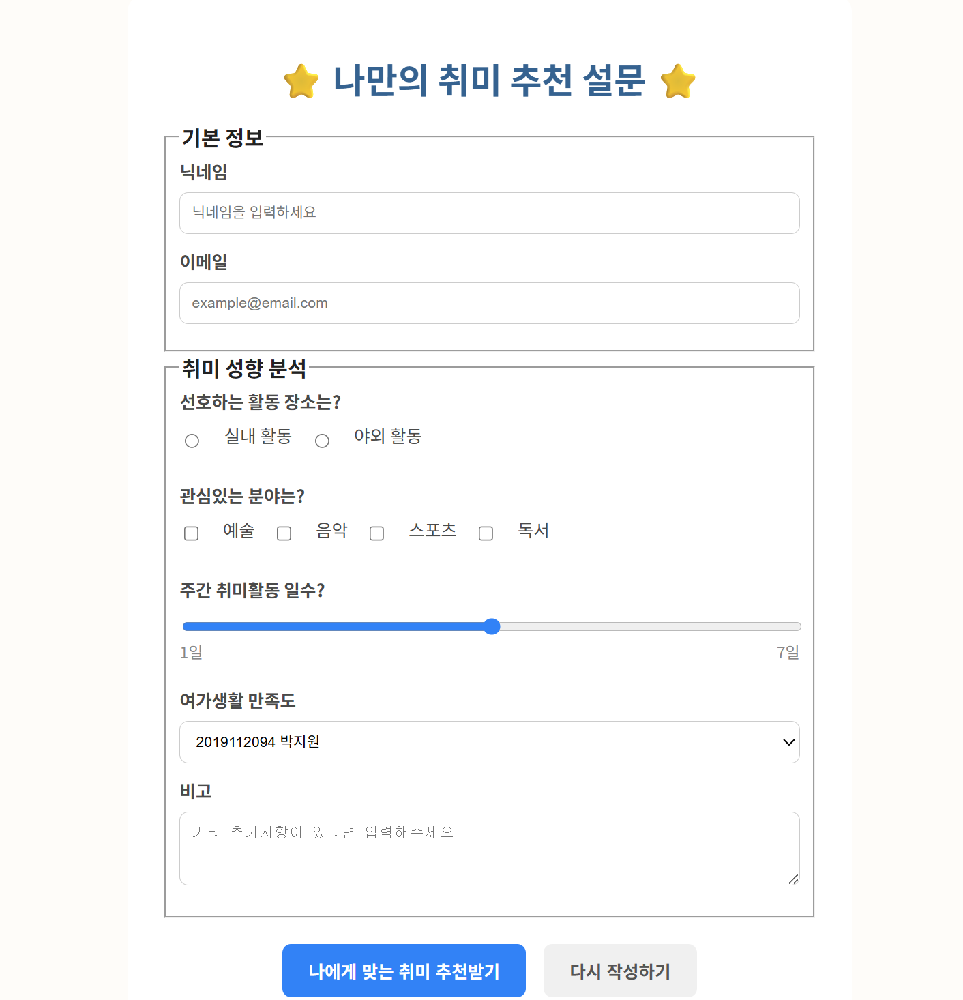 나만의 취미 추천 설문
기본 정보
닉네임
닉네임을 입력하세요
이메일
example@email.com
취미 성향 분석
선호하는 활동 장소는?
실내 활동 야외 활동
관심있는 분야는?
예술 음악 스포츠 독서
주간 취미활동 일수?
1일 7일
여가생활 만족도
2019112094 박지원
비고
기타 추가사항이 있다면 입력해주세요
나에게 맞는 취미 추천받기 다시 작성하기